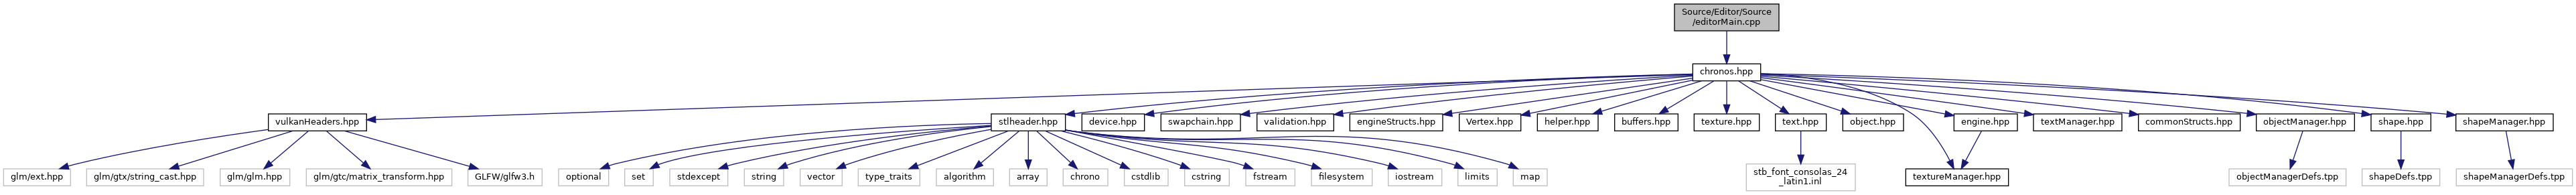 Source/Editor/Source
/editorMain.cpp
chronos.hpp
vulkanHeaders.hpp
stlheader.hpp
device.hpp
swapchain.hpp
validation.hpp
engineStructs.hpp
Vertex.hpp
helper.hpp
buffers.hpp
texture.hpp
text.hpp
object.hpp
engine.hpp
textManager.hpp
commonStructs.hpp
objectManager.hpp
shape.hpp
shapeManager.hpp
glm/ext.hpp
glm/gtx/string_cast.hpp
glm/glm.hpp
glm/gtc/matrix_transform.hpp
GLFW/glfw3.h
optional
set
stdexcept
string
vector
type_traits
algorithm
array
chrono
cstdlib
cstring
fstream
filesystem
iostream
limits
map
stb_font_consolas_24
_latin1.inl
textureManager.hpp
objectManagerDefs.tpp
shapeDefs.tpp
shapeManagerDefs.tpp